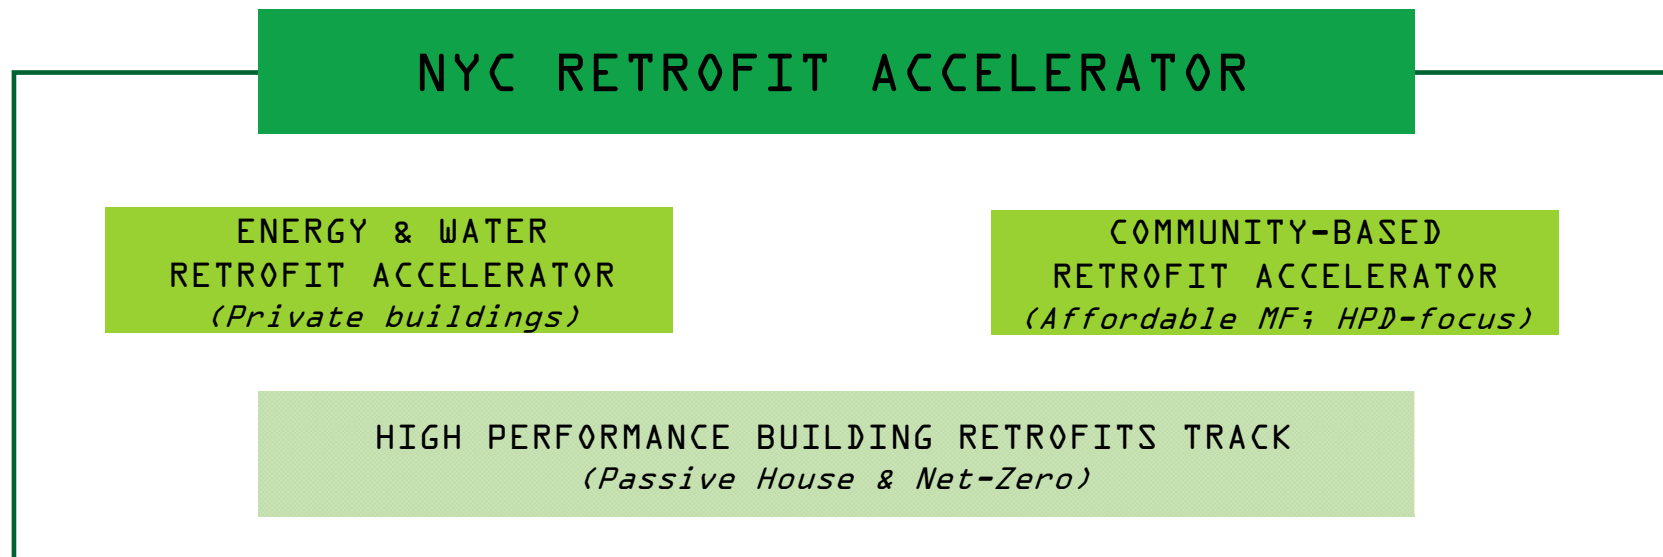 NYC RETROFIT ACCELERATOR
ENERGY & WATER
RETROFIT ACCELERATOR
(Private buildings)
COMMUNITY-BASED
RETROFIT ACCELERATOR
(Affordable MF; HPD-focus)
HIGH PERFORMANCE BUILDING RETROFITS TRACK
(Passive House & Net-Zero)